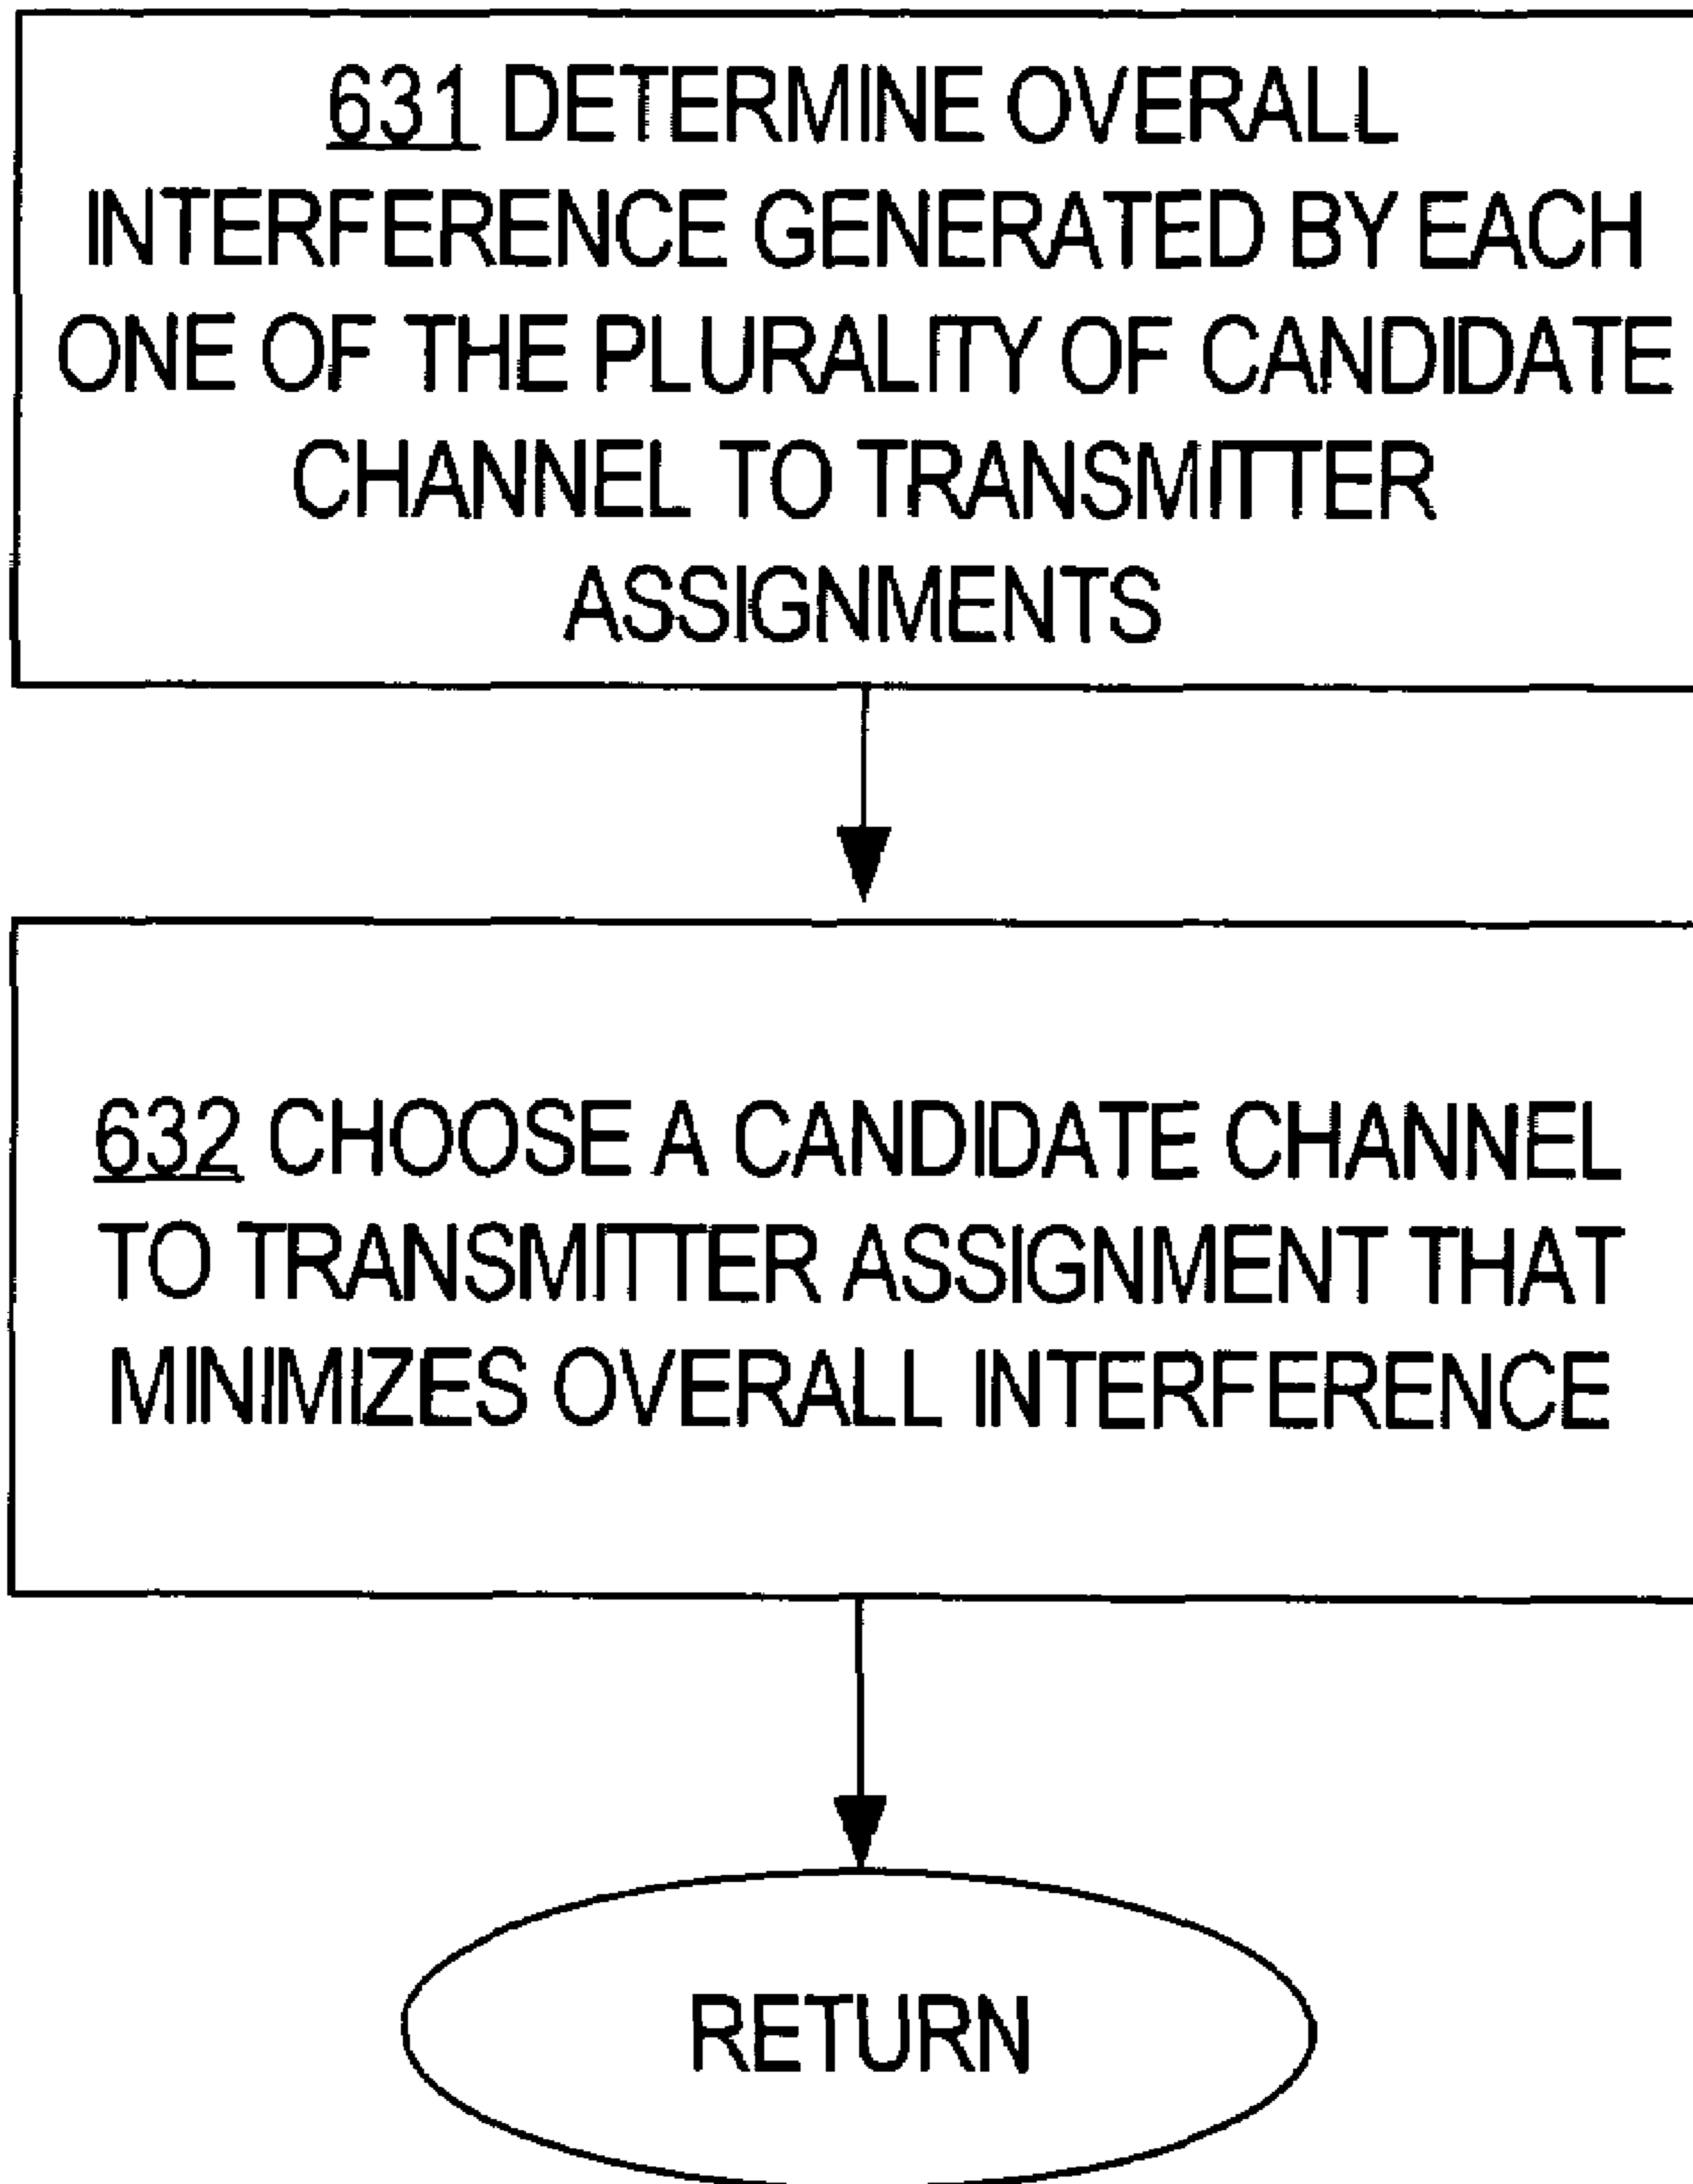 631 DETERMINE OVERALL
INTERFERENCE GENERATED BY EACH
ONE OF THE PLURALITY OF CANDIDATE
CHANNEL TO TRANSMITTER
ASSIGNMENTS
632 CHOOSE A CANDIDATE CHANNEL
TO TRANSMITTER ASSIGNMENT THAT
MINIMIZES OVERALL INTERFERENCE
RETURN